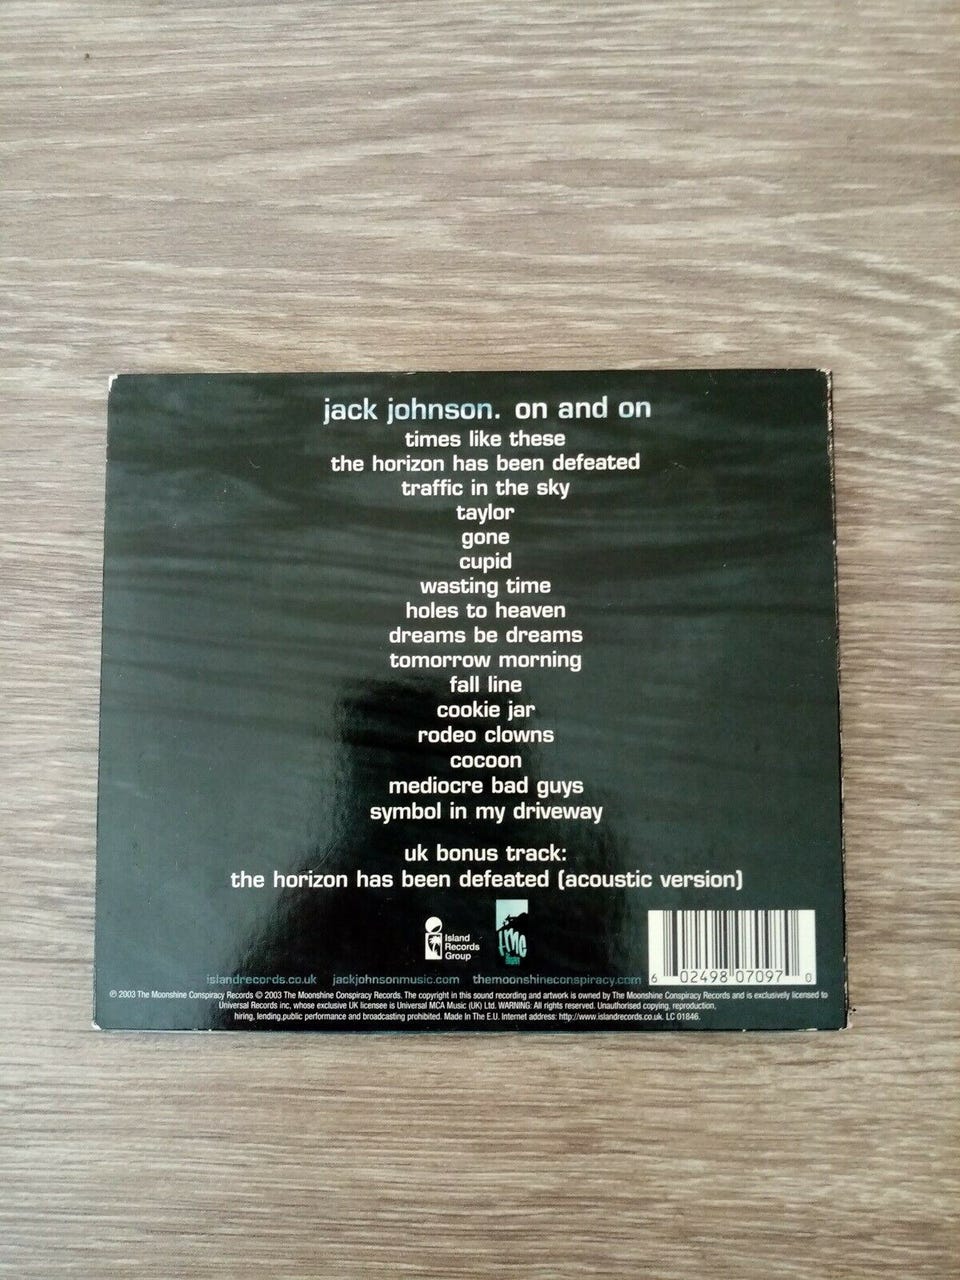 jack johnson. on and on
times like these
the horizon has been defeated
traffic in the sky
taylor
gone
cupid
wasting time
holes to heaven
dreams be dreams
tomorrow morning
fall line
cookie jar
rodeo clowns
cocoon
mediocre bad guys
symbol in my driveway
uk bonus track:
the horizon has been defeated (acoustic version)
Island
Records
Group
tmc
islandrecords.co.uk jackjohnsonmusic.com themoonshineconspiracy.com
6 02498 07097 0
℗ 2003 The Moonshine Conspiracy Records © 2003 The Moonshine Conspiracy Records. The copyright in this sound recording and artwork is owned by The Moonshine Conspiracy Records and is exclusively licensed to
Universal Records inc, whose exclusive UK licensee is Universal MCA Music (UK) Ltd. WARNING: All rights reserved. Unauthorised copying, reproduction,
hiring, lending,public performance and broadcasting prohibited. Made In The E.U. Internet address: http://www.islandrecords.co.uk. LC 01846.